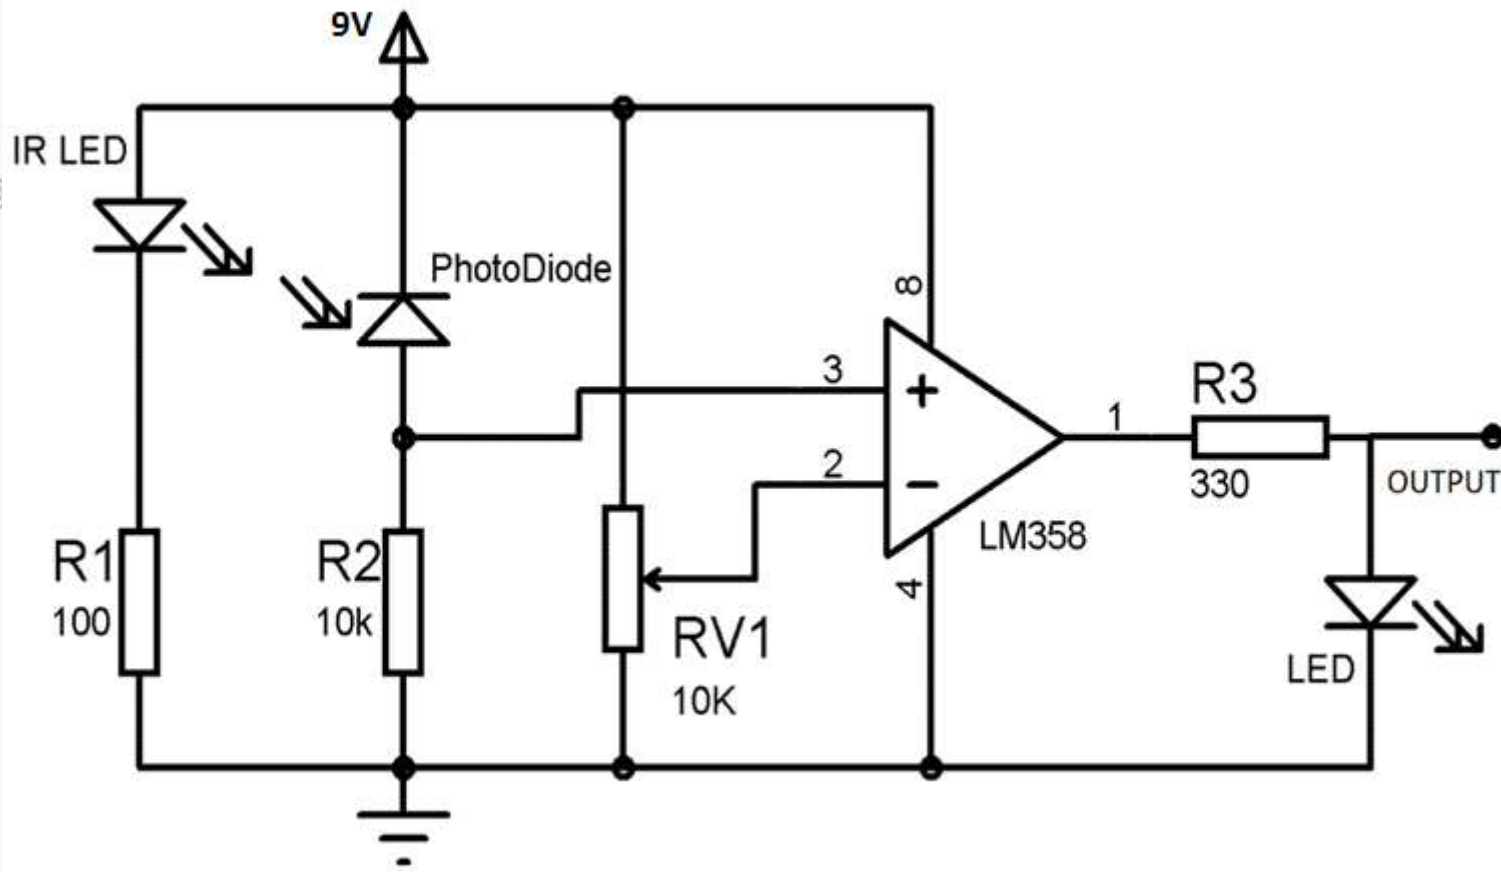 9V
IR LED
PhotoDiode
8
3
2
1
4
R3
330
OUTPUT
LM358
R1
100
R2
10k
RV1
10K
LED
+
−